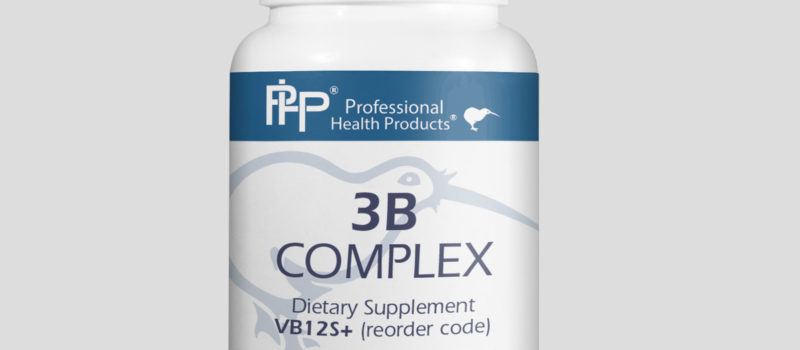 PHP® Professional
Health Products®
3B
COMPLEX
Dietary Supplement
VB12S+ (reorder code)